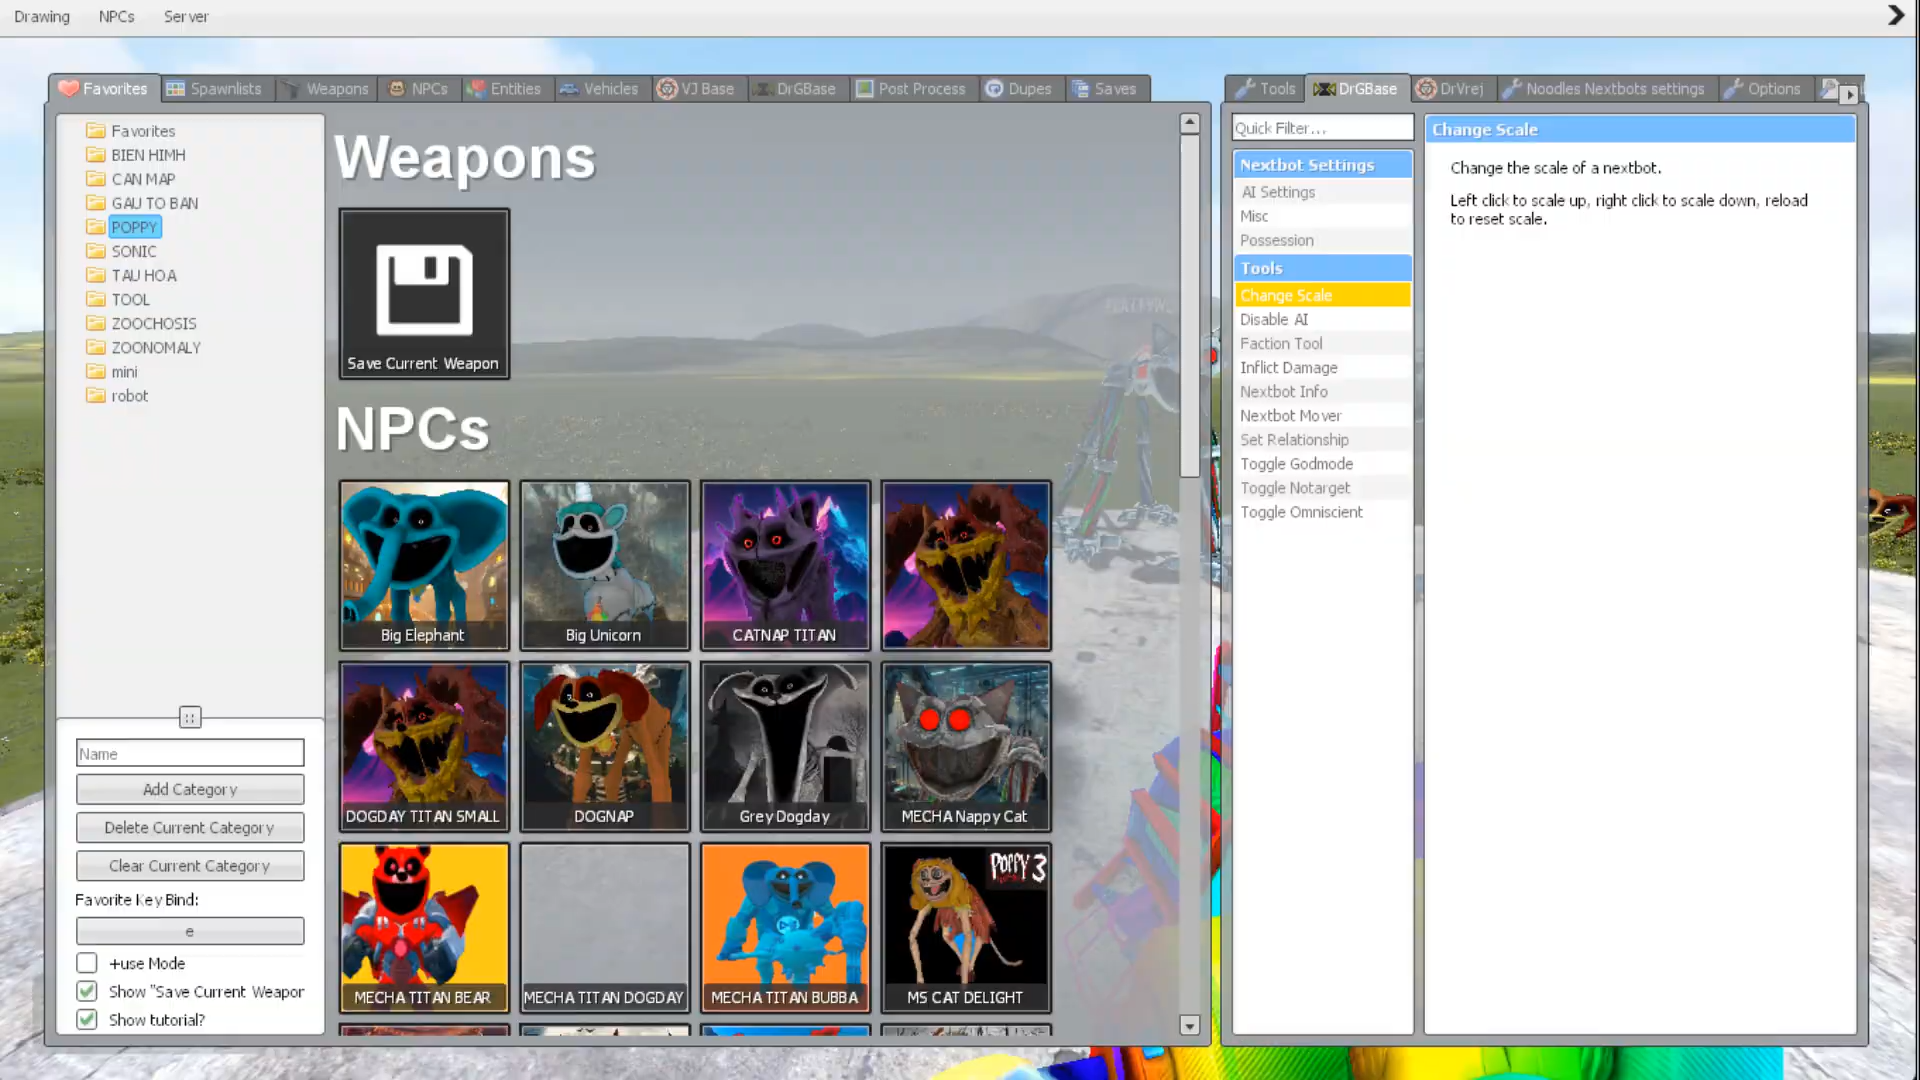 Drawing NPCs Server
Favorites Spawnlists Weapons NPCs Entities Vehicles VJ Base DrGBase Post Process Dupes Saves
Tools DrGBase DrVrej Noodles Nextbots settings Options
Favorites
BIEN HIMH
CAN MAP
GAU TO BAN
POPPY
SONIC
TAU HOA
TOOL
ZOOCHOSIS
ZOONOMALY
mini
robot
Name
Add Category
Delete Current Category
Clear Current Category
Favorite Key Bind:
e
+use Mode
Show "Save Current Weapor
Show tutorial?
Weapons
Save Current Weapon
NPCs
Big Elephant
Big Unicorn
CATNAP TITAN
DOGDAY TITAN SMALL
DOGNAP
Grey Dogday
MECHA Nappy Cat
MECHA TITAN BEAR
MECHA TITAN DOGDAY
MECHA TITAN BUBBA
POPPY 3
MS CAT DELIGHT
Quick Filter...
Nextbot Settings
AI Settings
Misc
Possession
Tools
Change Scale
Disable AI
Faction Tool
Inflict Damage
Nextbot Info
Nextbot Mover
Set Relationship
Toggle Godmode
Toggle Notarget
Toggle Omniscient
Change Scale
Change the scale of a nextbot.
Left click to scale up, right click to scale down, reload
to reset scale.